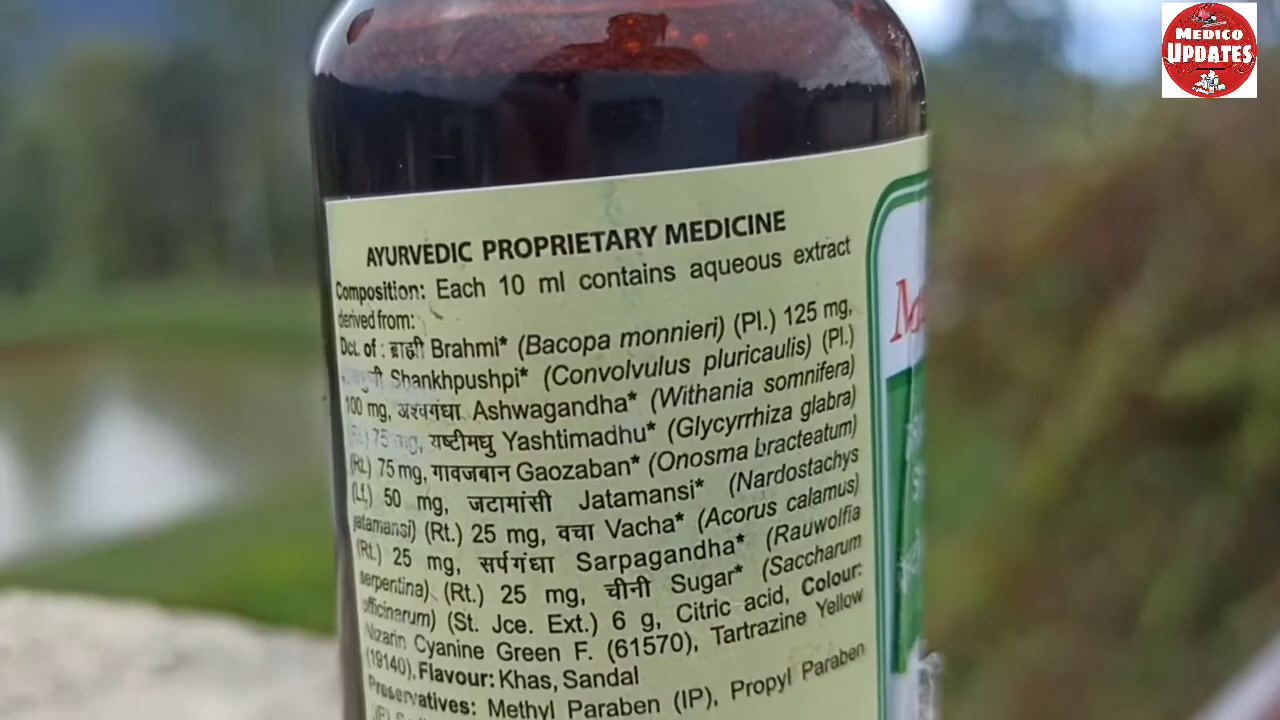 MEDICO
UPDATES
AYURVEDIC PROPRIETARY MEDICINE
Composition: Each 10 ml contains aqueous extract
derived from:
Dct. of : ब्राह्मी Brahmi* (Bacopa monnieri) (Pl.) 125 mg,
Shankhpushpi* (Convolvulus pluricaulis) (Pl.)
100 mg, अश्वगंधा Ashwagandha* (Withania somnifera)
75 mg, यष्टीमधु Yashtimadhu* (Glycyrrhiza glabra)
(Rt.) 75 mg, गावजबान Gaozaban* (Onosma bracteatum)
(Lf.) 50 mg, जटामांसी Jatamansi* (Nardostachys
jatamansi) (Rt.) 25 mg, वचा Vacha* (Acorus calamus)
(Rt.) 25 mg, सर्पगंधा Sarpagandha* (Rauwolfia
serpentina) (Rt.) 25 mg, चीनी Sugar* (Saccharum
officinarum) (St. Jce. Ext.) 6 g, Citric acid, Colour:
Nizarin Cyanine Green F. (61570), Tartrazine Yellow
(19140), Flavour: Khas, Sandal
Preservatives: Methyl Paraben (IP), Propyl Paraben